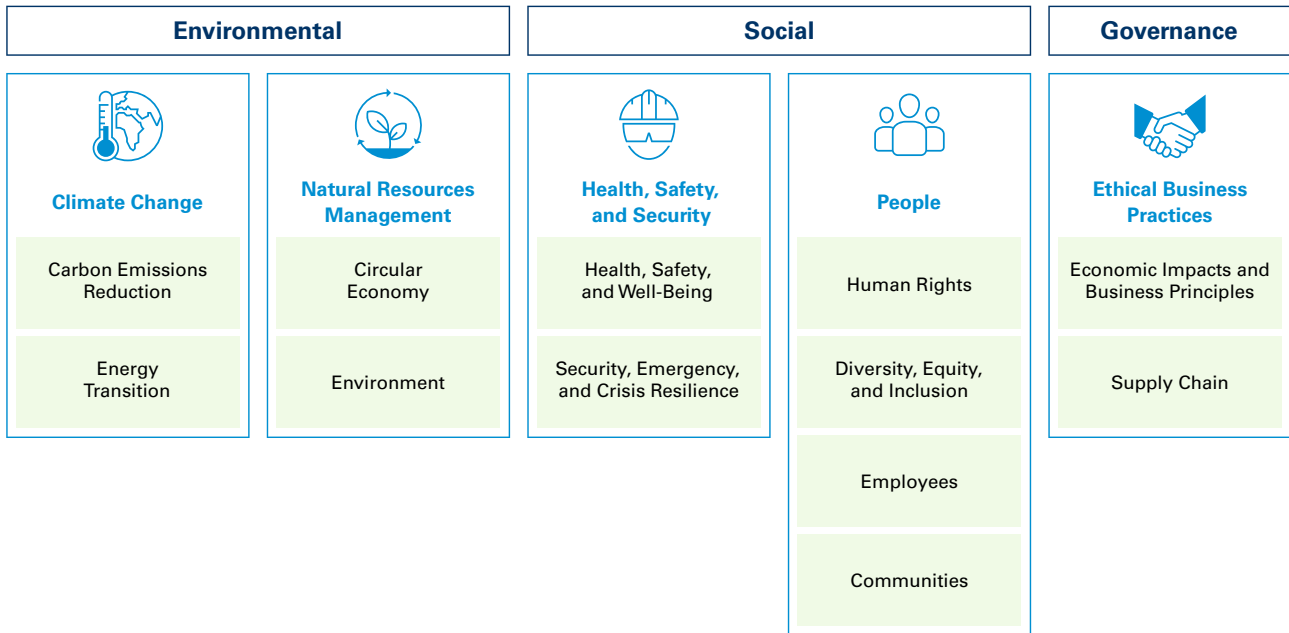 Environmental
Social
Governance
Climate Change
Carbon Emissions
Reduction
Energy
Transition
Natural Resources
Management
Circular
Economy
Environment
Health, Safety,
and Security
Health, Safety,
and Well-Being
Security, Emergency,
and Crisis Resilience
People
Human Rights
Diversity, Equity,
and Inclusion
Employees
Communities
Ethical Business
Practices
Economic Impacts and
Business Principles
Supply Chain